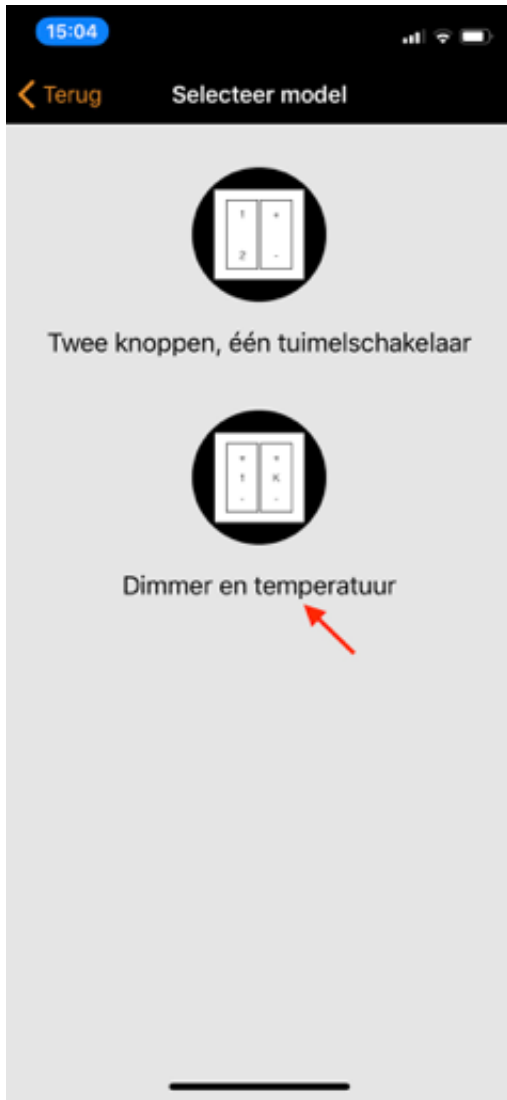 15:04
Terug
Selecteer model
1 +
2 -
Twee knoppen, één tuimelschakelaar
+ +
1 K
- -
Dimmer en temperatuur